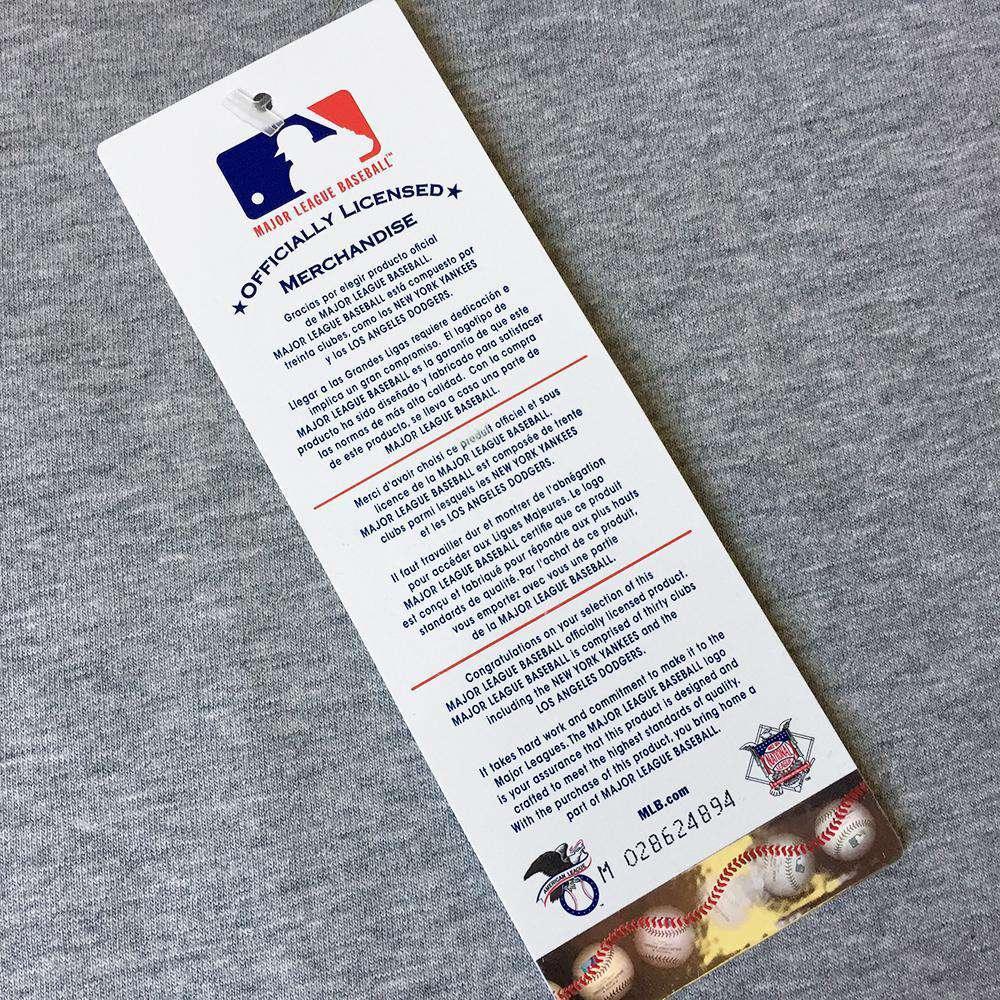 MAJOR LEAGUE BASEBALL™
★OFFICIALLY LICENSED★
MERCHANDISE
Gracias por elegir producto oficial
de MAJOR LEAGUE BASEBALL.
MAJOR LEAGUE BASEBALL está compuesto por
treinta clubes, como los NEW YORK YANKEES
y los LOS ANGELES DODGERS.
Llegar a las Grandes Ligas requiere dedicación e
implica un gran compromiso. El logotipo de
MAJOR LEAGUE BASEBALL es la garantía de que este
producto ha sido diseñado y fabricado para satisfacer
las normas de más alta calidad. Con la compra
de este producto, se lleva a casa una parte de
MAJOR LEAGUE BASEBALL.
Merci d'avoir choisi ce produit officiel et sous
licence de la MAJOR LEAGUE BASEBALL.
MAJOR LEAGUE BASEBALL est composée de trente
clubs parmi lesquels les NEW YORK YANKEES
et les LOS ANGELES DODGERS.
Il faut travailler dur et montrer de l'abnégation
pour accéder aux Ligues Majeures. Le logo
MAJOR LEAGUE BASEBALL certifie que ce produit
est conçu et fabriqué pour répondre aux plus hauts
standards de qualité. Par l'achat de ce produit,
vous emportez avec vous une partie
de la MAJOR LEAGUE BASEBALL.
Congratulations on your selection of this
MAJOR LEAGUE BASEBALL officially licensed product.
MAJOR LEAGUE BASEBALL is comprised of thirty clubs
including the NEW YORK YANKEES and the
LOS ANGELES DODGERS.
It takes hard work and commitment to make it to the
Major Leagues. The MAJOR LEAGUE BASEBALL logo
is your assurance that this product is designed and
crafted to meet the highest standards of quality.
With the purchase of this product, you bring home a
part of MAJOR LEAGUE BASEBALL.
MLB.com
M 028624894
AMERICAN LEAGUE
NATIONAL